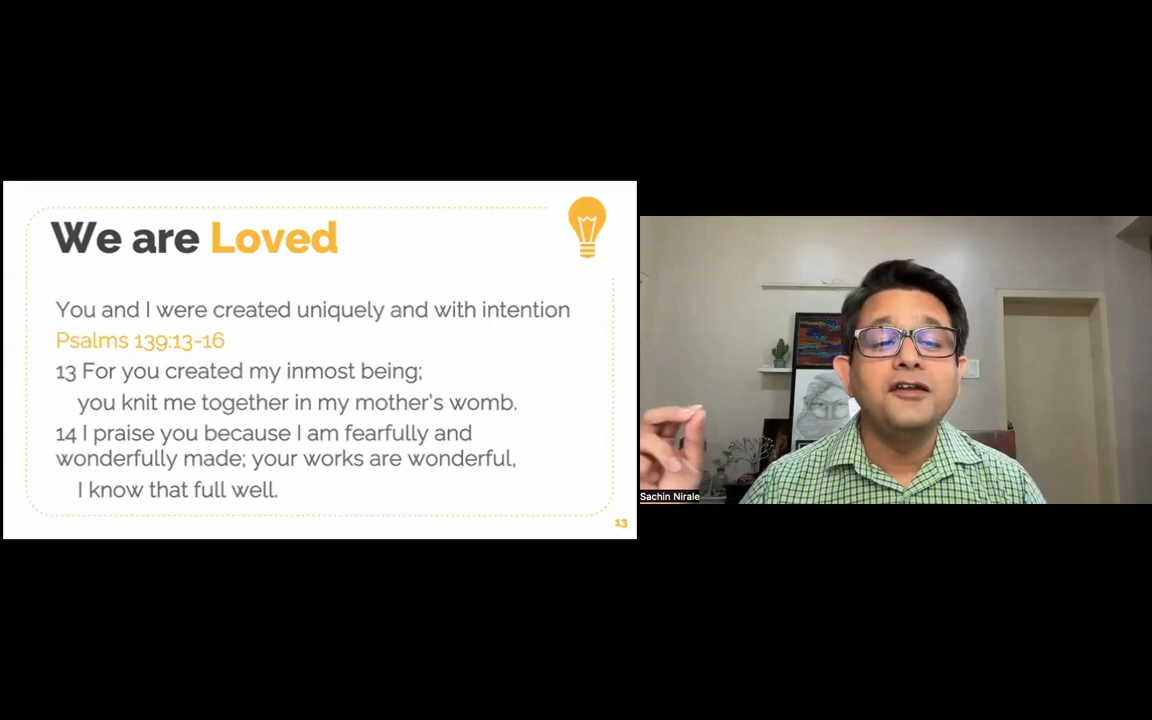 We are Loved
You and I were created uniquely and with intention
Psalms 139:13-16
13 For you created my inmost being;
you knit me together in my mother's womb.
14 I praise you because I am fearfully and
wonderfully made; your works are wonderful,
I know that full well.
13
Sachin Nirale